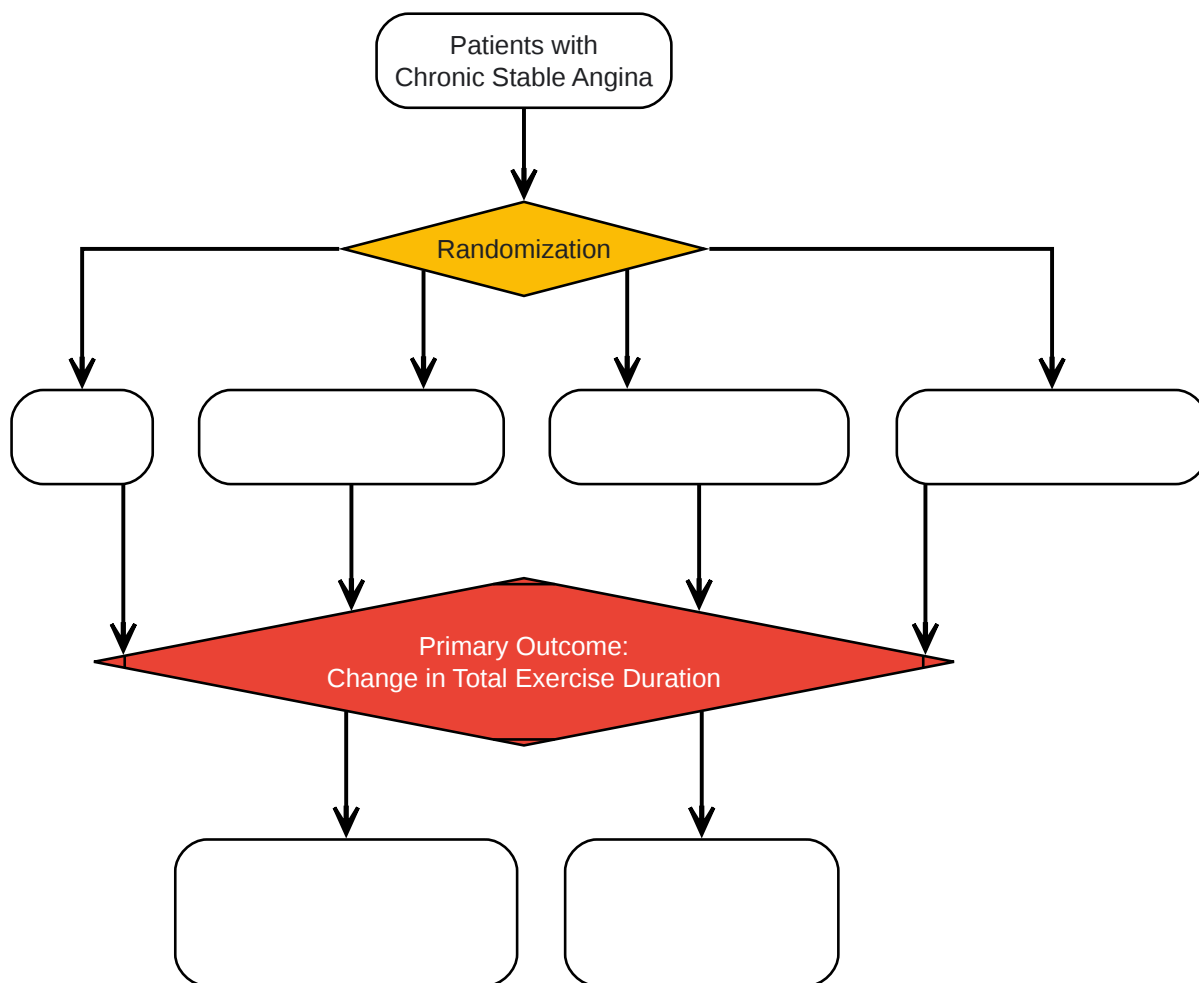 Patients with
Chronic Stable Angina
Randomization
Primary Outcome:
Change in Total Exercise Duration